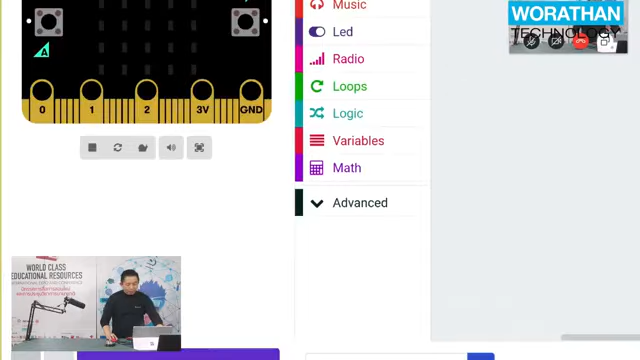 Music
WORATHAN
TECHNOLOGY
Led
A
Radio
Loops
0
1
2
3V
GND
Logic
Variables
Math
Advanced
WORLD CLASS
EDUCATIONAL RESOURCES